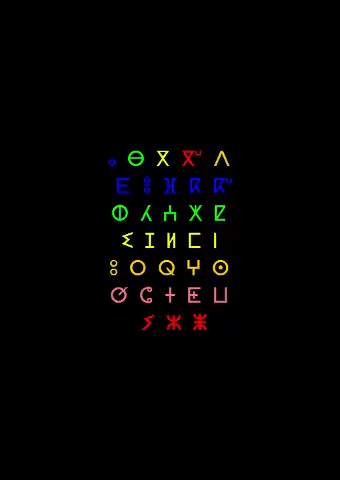 ⴰ ⴱ ⴳ ⴳⵯ ⴷ
ⴹ ⴻ ⴼ ⴽ ⴽⵯ
ⵀ ⵃ ⵄ ⵅ ⵇ
ⵉ ⵊ ⵍ ⵎ ⵏ
ⵓ ⵔ ⵕ ⵖ ⵙ
ⵚ ⵛ ⵜ ⵟ ⵡ
ⵢ ⵣ ⵥ